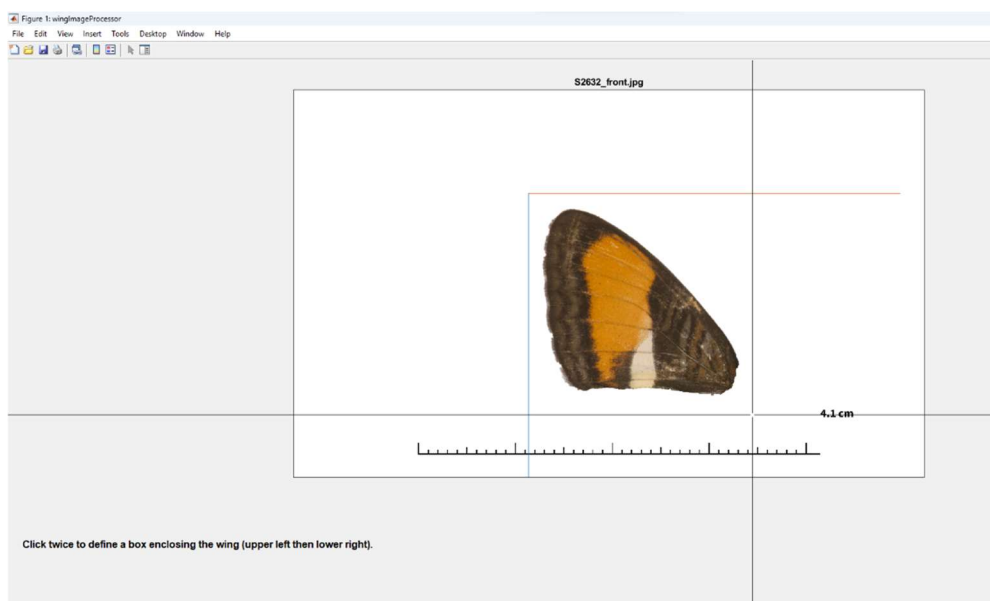 Figure 1: wingImageProcessor
File Edit View Insert Tools Desktop Window Help
S2632_front.jpg
4.1 cm
Click twice to define a box enclosing the wing (upper left then lower right).